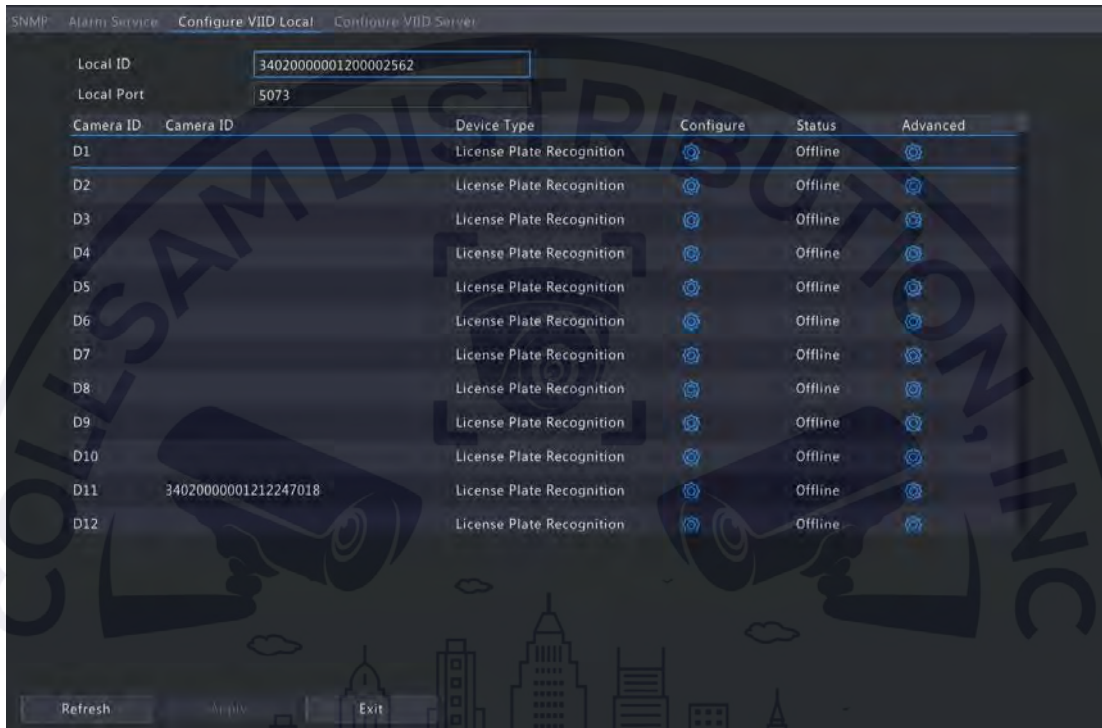 SNMP Alarm Service Configure VIID Local Configure VIID Server
Local ID 34020000001200002562
Local Port 5073
Camera ID Camera ID Device Type Configure Status Advanced
D1 License Plate Recognition Offline
D2 License Plate Recognition Offline
D3 License Plate Recognition Offline
D4 License Plate Recognition Offline
D5 License Plate Recognition Offline
D6 License Plate Recognition Offline
D7 License Plate Recognition Offline
D8 License Plate Recognition Offline
D9 License Plate Recognition Offline
D10 License Plate Recognition Offline
D11 34020000001212247018 License Plate Recognition Offline
D12 License Plate Recognition Offline
Refresh Apply Exit
COLLSAM DISTRIBUTION, INC